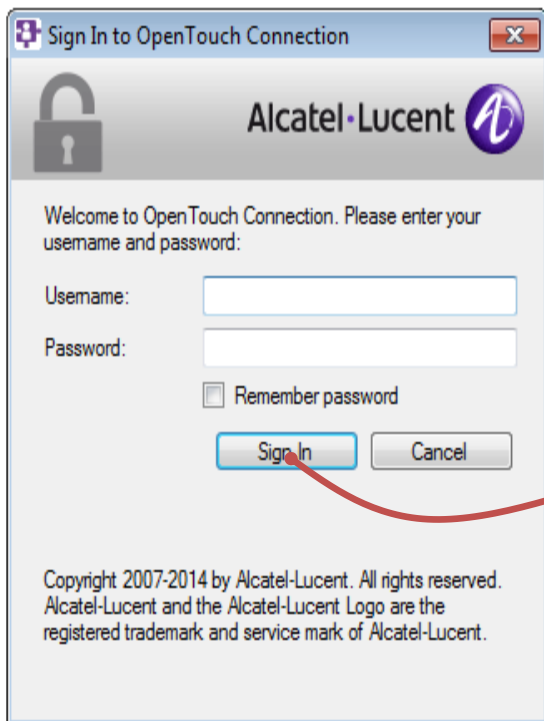 Sign In to OpenTouch Connection
Alcatel·Lucent
Welcome to OpenTouch Connection. Please enter your
username and password:
Username:
Password:
Remember password
Sign In Cancel
Copyright 2007-2014 by Alcatel-Lucent. All rights reserved.
Alcatel-Lucent and the Alcatel-Lucent Logo are the
registered trademark and service mark of Alcatel-Lucent.